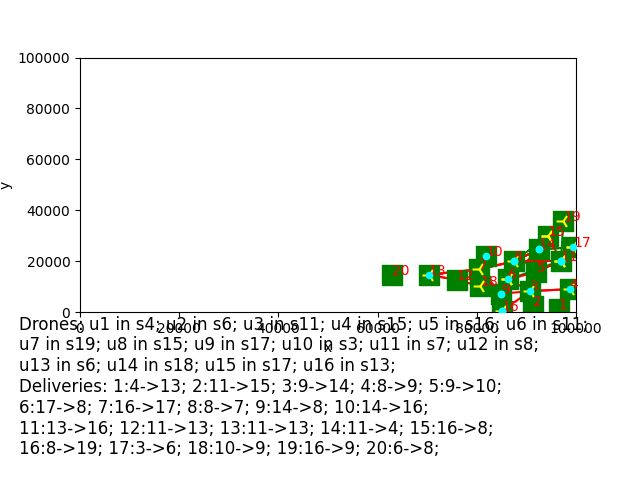 100000
80000
60000
40000
20000
0
y
0 20000 40000 60000 80000 100000
x
19
17
10
20
Drones: u1 in s4; u2 in s6; u3 in s11; u4 in s15; u5 in s16; u6 in s11;
u7 in s19; u8 in s15; u9 in s17; u10 in s3; u11 in s7; u12 in s8;
u13 in s6; u14 in s18; u15 in s17; u16 in s13;
Deliveries: 1:4->13; 2:11->15; 3:9->14; 4:8->9; 5:9->10;
6:17->8; 7:16->17; 8:8->7; 9:14->8; 10:14->16;
11:13->16; 12:11->13; 13:11->13; 14:11->4; 15:16->8;
16:8->19; 17:3->6; 18:10->9; 19:16->9; 20:6->8;